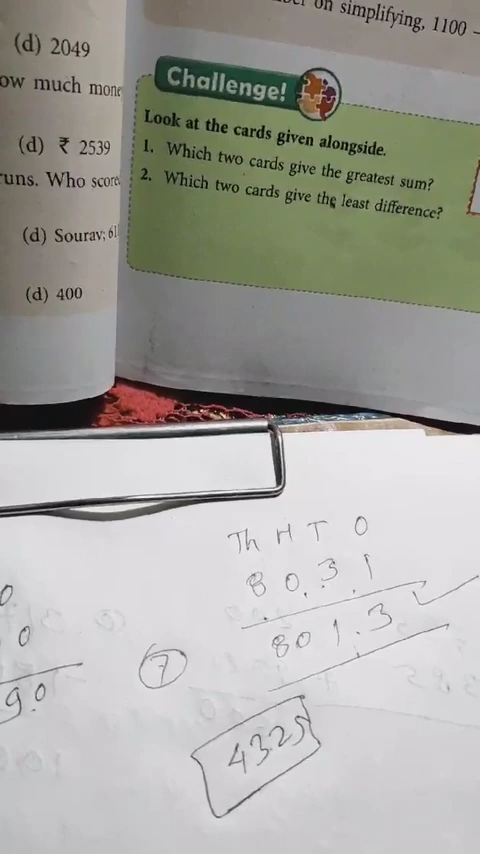 on simplifying, 1100 –
(d) 2049
ow much mone
(d) ₹ 2539
runs. Who score
(d) Sourav; 61
(d) 400
Challenge!
Look at the cards given alongside.
1. Which two cards give the greatest sum?
2. Which two cards give the least difference?
Th H T O
8 0 3 1
8 0 1 3
0
0
90
7
4325